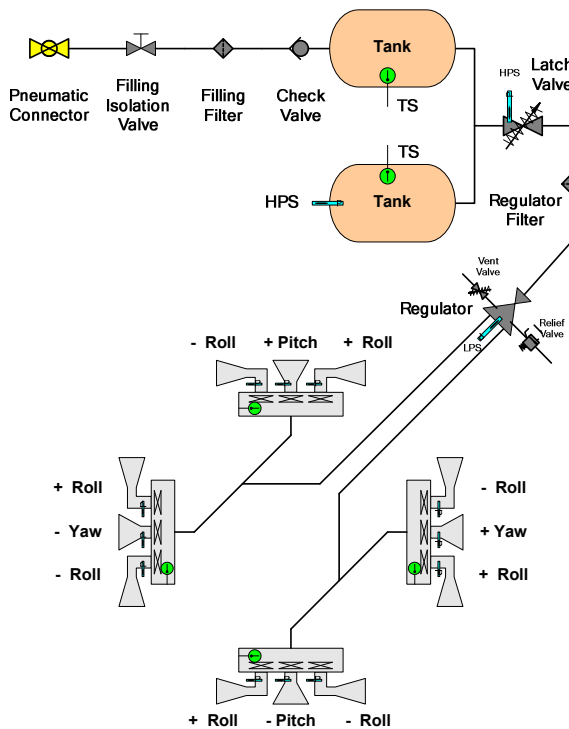 Pneumatic
Connector
Filling
Isolation
Valve
Filling
Filter
Check
Valve
Tank
TS
TS
Tank
HPS
HPS
Latch
Valve
Regulator
Filter
Vent
Valve
Regulator
LPS
Relief
Valve
- Roll
+ Pitch
+ Roll
+ Roll
- Yaw
- Roll
- Roll
+ Yaw
+ Roll
+ Roll
- Pitch
- Roll